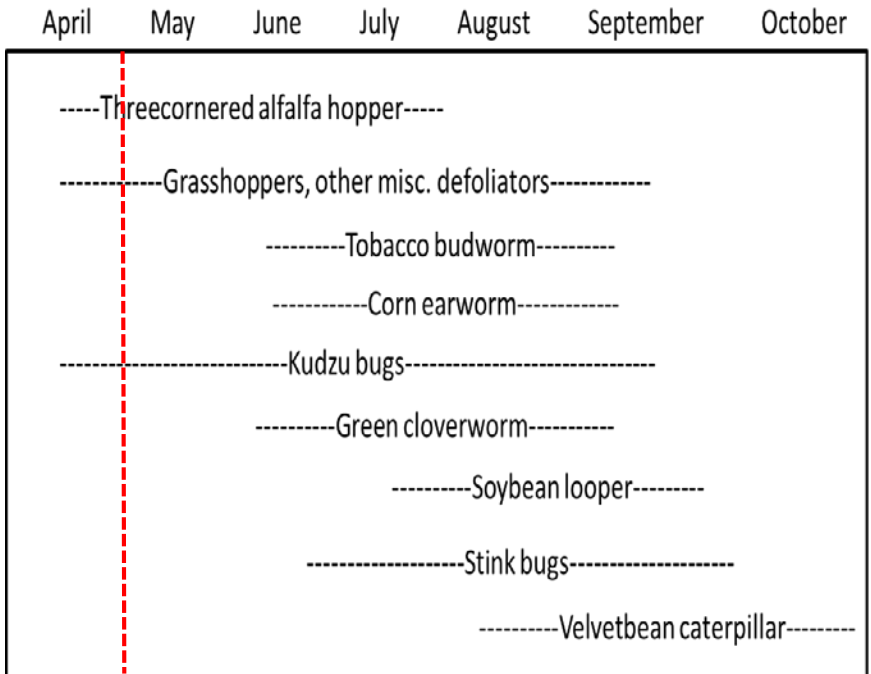 April May June July August September October
-----Threecornered alfalfa hopper-----
-------------Grasshoppers, other misc. defoliators-------------
----------Tobacco budworm----------
------------Corn earworm-------------
-----------------------------Kudzu bugs--------------------------------
----------Green cloverworm-----------
----------Soybean looper---------
--------------------Stink bugs---------------------
----------Velvetbean caterpillar---------